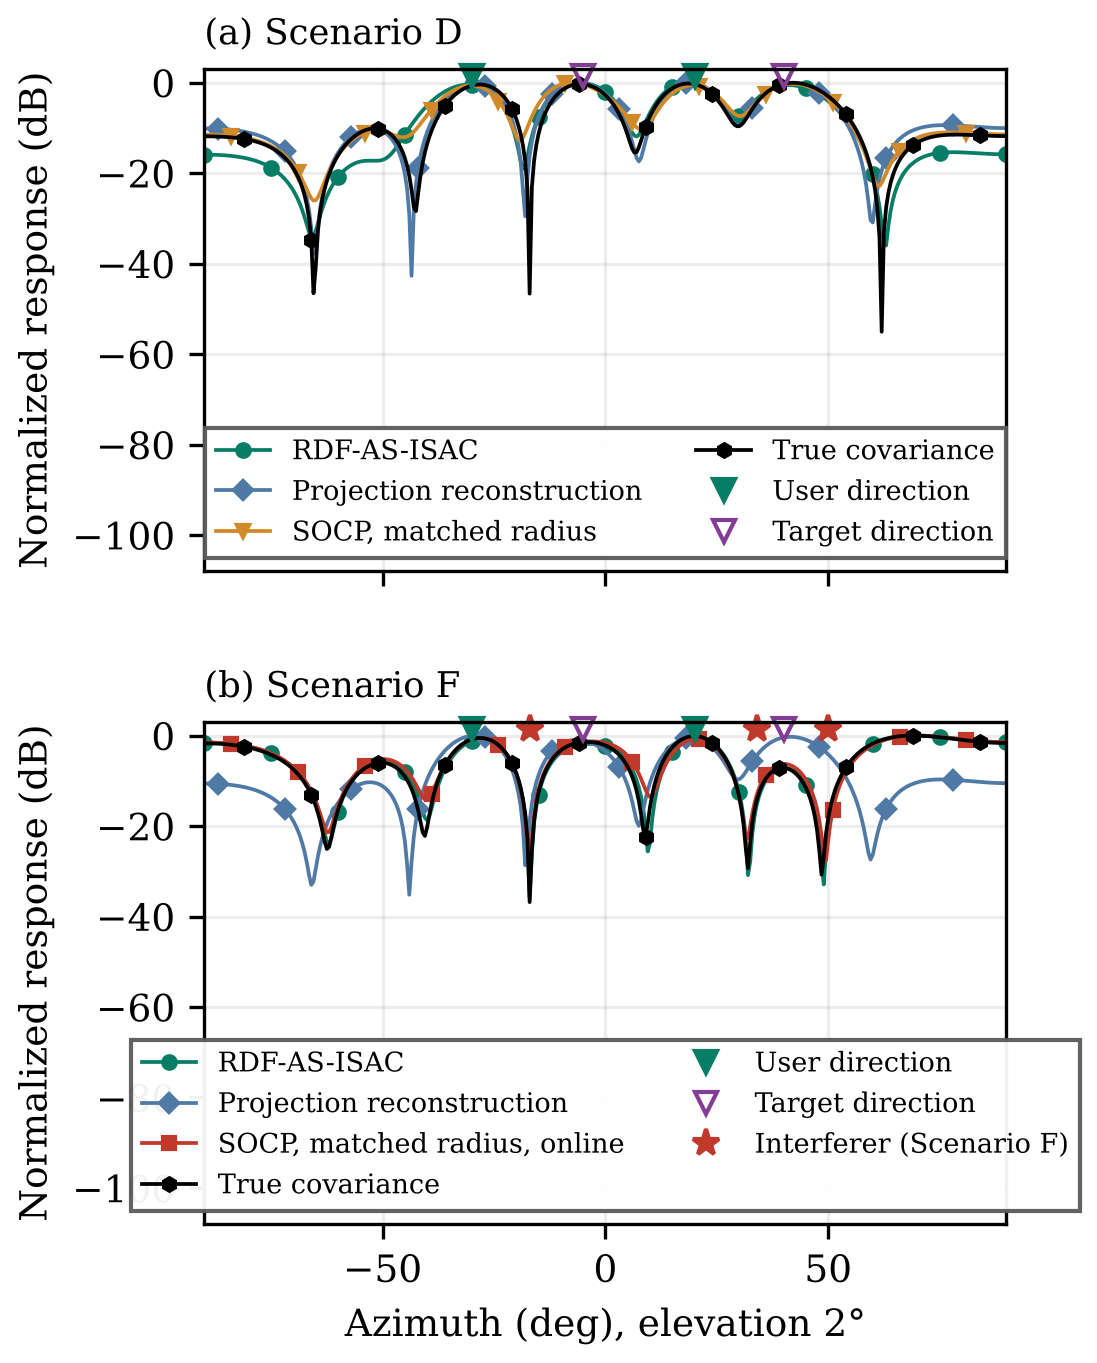 (a) Scenario D
Normalized response (dB)
0
−20
−40
−60
−80
−100
RDF-AS-ISAC
Projection reconstruction
SOCP, matched radius
True covariance
User direction
Target direction
(b) Scenario F
Normalized response (dB)
0
−20
−40
−60
−80
−100
RDF-AS-ISAC
Projection reconstruction
SOCP, matched radius, online
True covariance
User direction
Target direction
Interferer (Scenario F)
−50
0
50
Azimuth (deg), elevation 2°